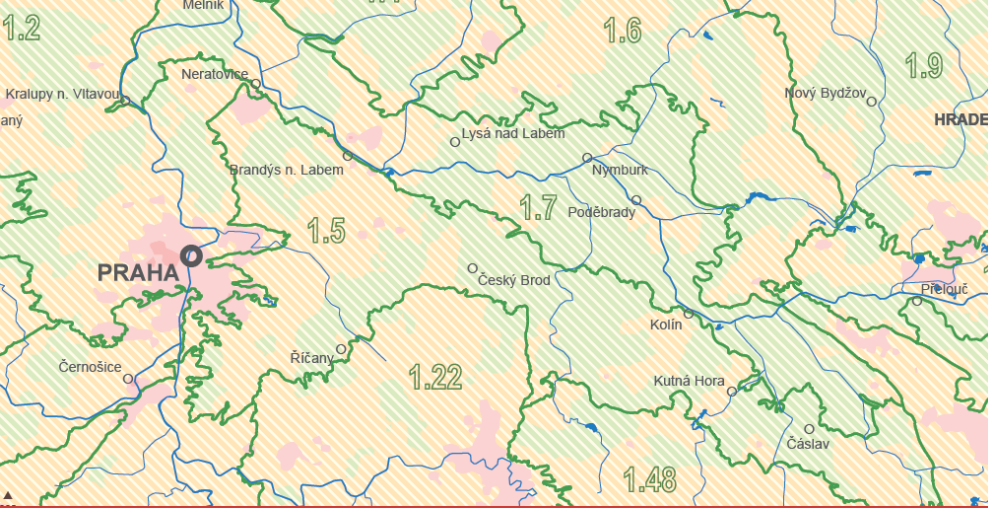 Mělník
1.2
1.6
1.9
Neratovice
Kralupy n. Vltavou
Nový Bydžov
aný
HRADE
Lysá nad Labem
Brandýs n. Labem
Nymburk
1.7
Poděbrady
1.5
PRAHA
Český Brod
Přelouč
Kolín
Říčany
Černošice
1.22
Kutná Hora
Čáslav
1.48